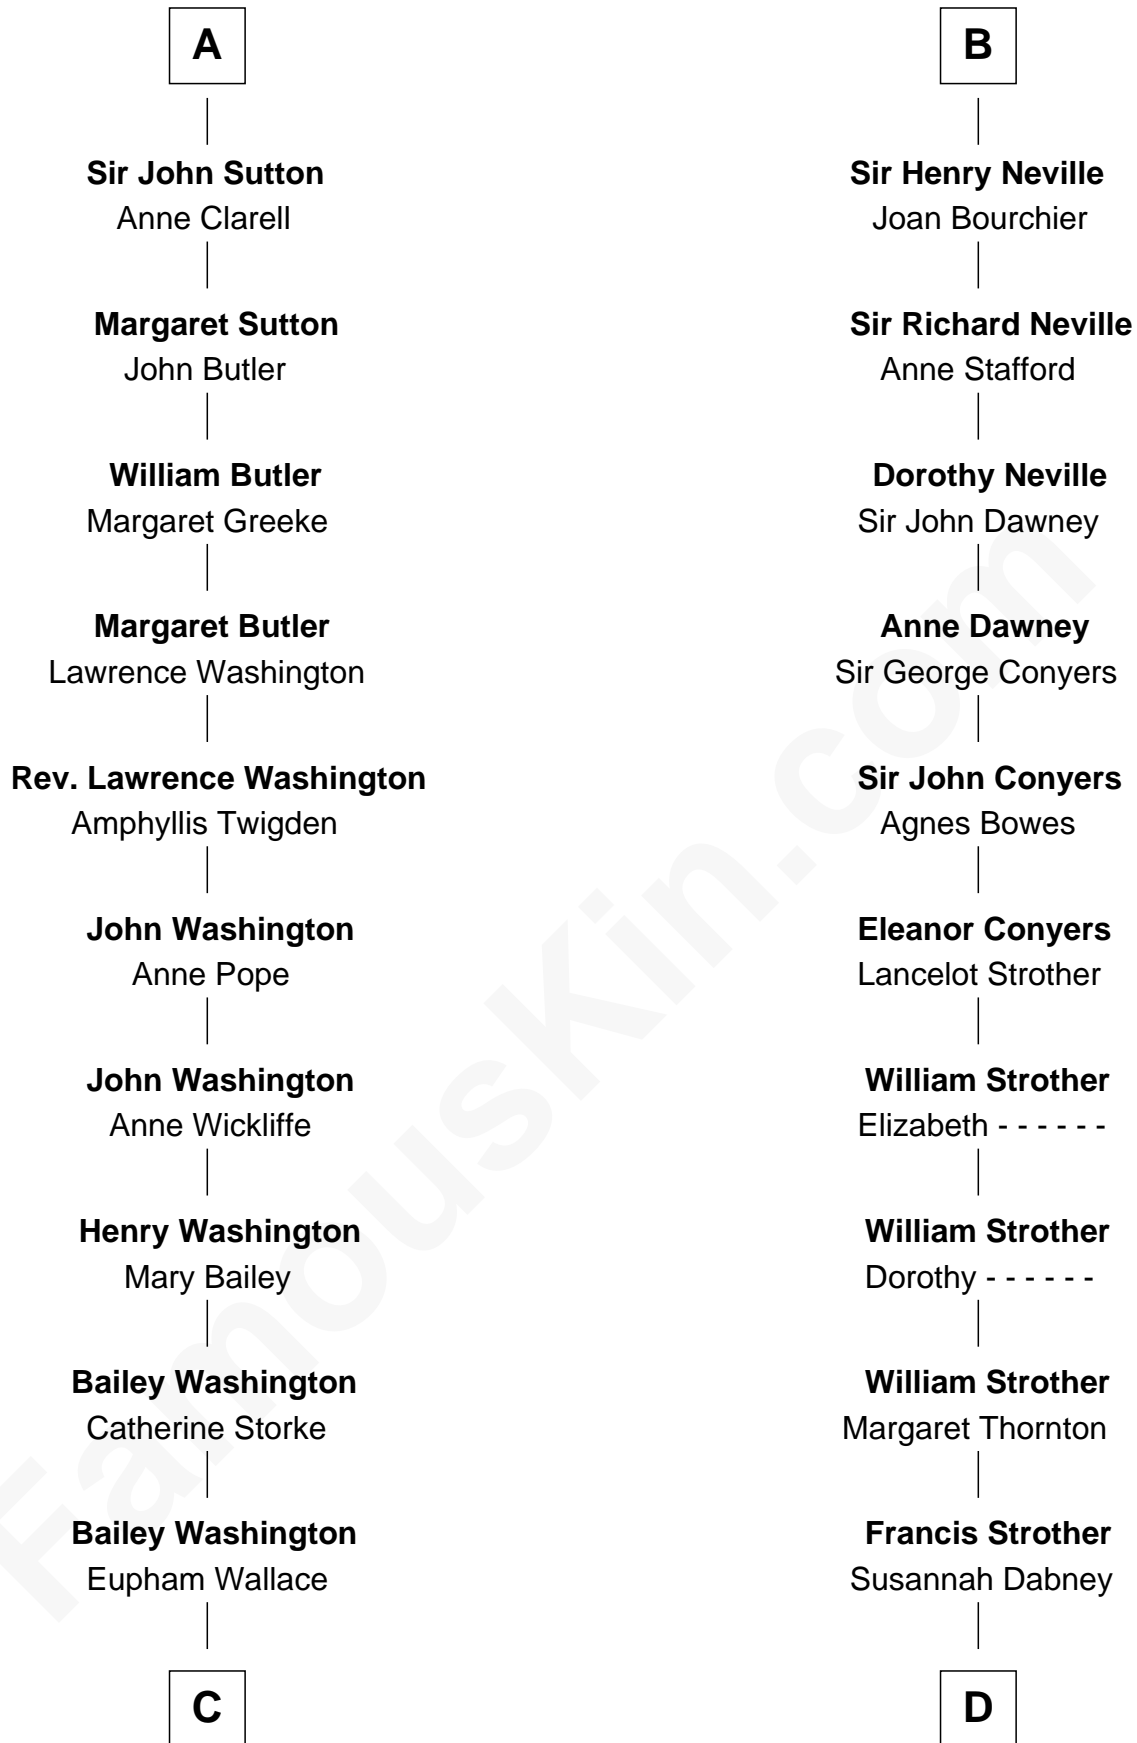 A
Sir John Sutton
Anne Clarell
Margaret Sutton
John Butler
William Butler
Margaret Greeke
Margaret Butler
Lawrence Washington
Rev. Lawrence Washington
Amphyllis Twigden
John Washington
Anne Pope
John Washington
Anne Wickliffe
Henry Washington
Mary Bailey
Bailey Washington
Catherine Storke
Bailey Washington
Eupham Wallace
C
B
Sir Henry Neville
Joan Bourchier
Sir Richard Neville
Anne Stafford
Dorothy Neville
Sir John Dawney
Anne Dawney
Sir George Conyers
Sir John Conyers
Agnes Bowes
Eleanor Conyers
Lancelot Strother
William Strother
Elizabeth - - - - - -
William Strother
Dorothy - - - - - -
William Strother
Margaret Thornton
Francis Strother
Susannah Dabney
D
FamousKin.com